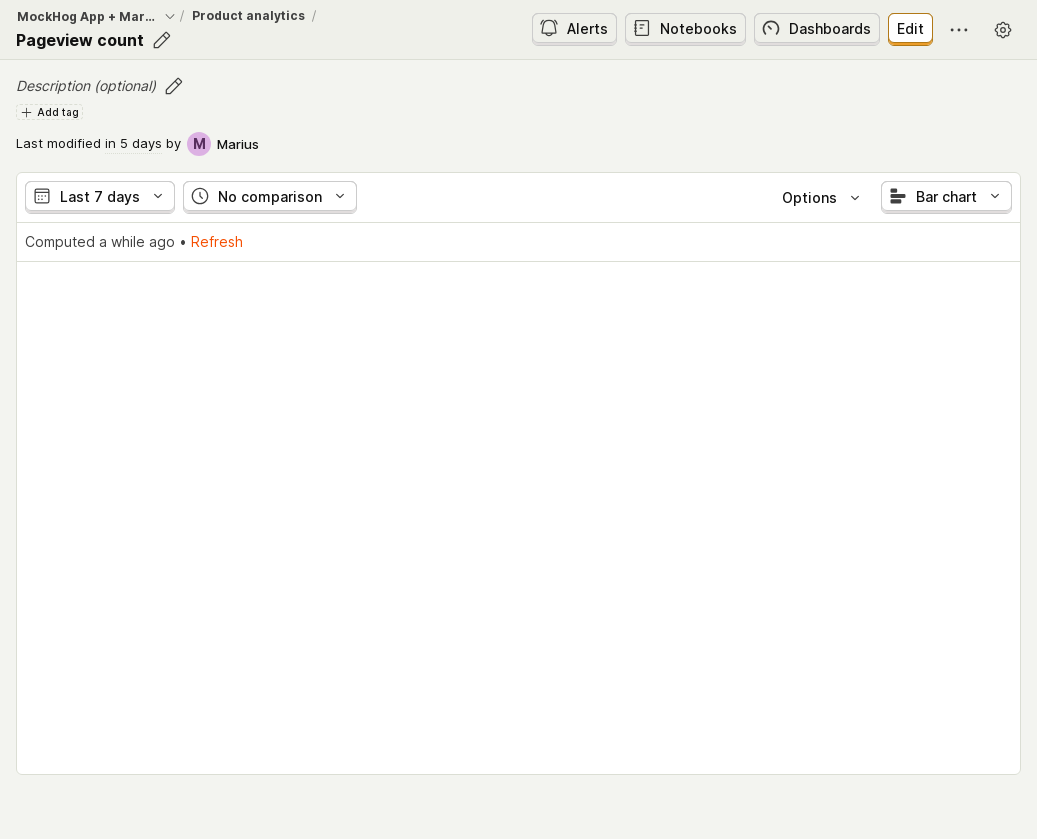 MockHog App + Mar... / Product analytics /
Pageview count
Alerts Notebooks Dashboards Edit
Description (optional)
Add tag
Last modified in 5 days by M Marius
Last 7 days No comparison Options Bar chart
Computed a while ago • Refresh